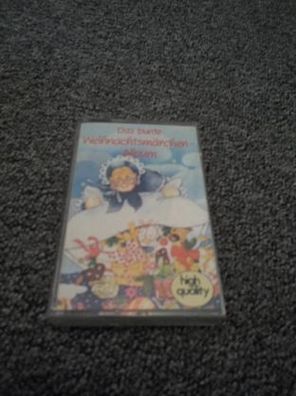 Das bunte
Weihnachtsmärchen-
Album
high
quality